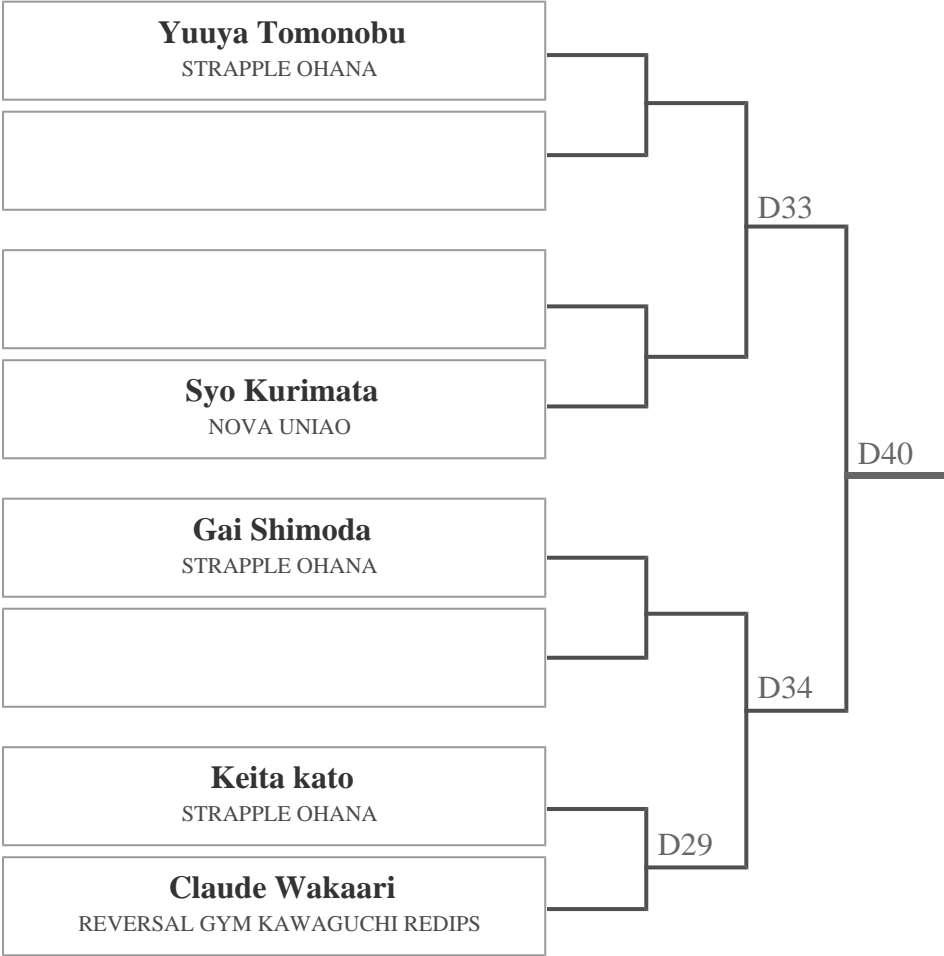 Yuuya Tomonobu
STRAPPLE OHANA
D33
Syo Kurimata
NOVA UNIAO
D40
Gai Shimoda
STRAPPLE OHANA
D34
Keita kato
STRAPPLE OHANA
D29
Claude Wakaari
REVERSAL GYM KAWAGUCHI REDIPS